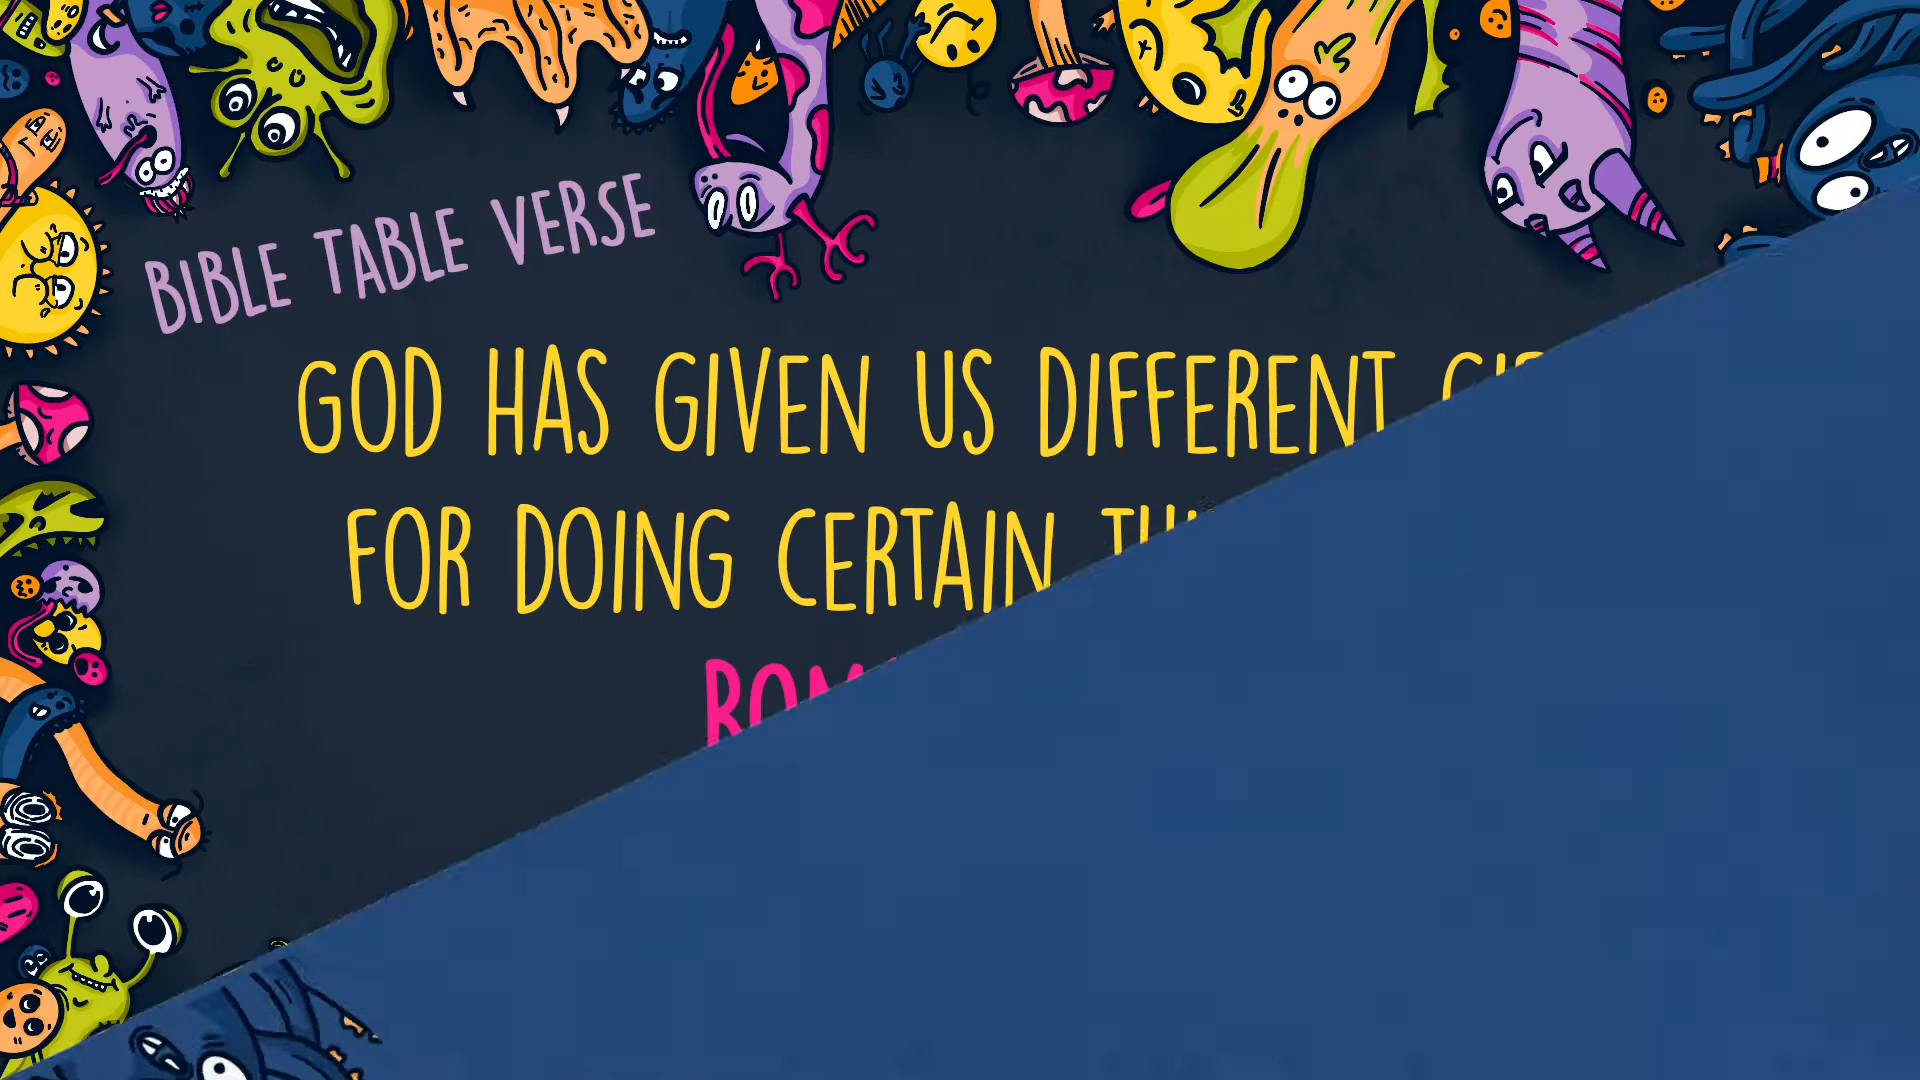 BIBLE TABLE VERSE
GOD HAS GIVEN US DIFFERENT
FOR DOING CERTAIN